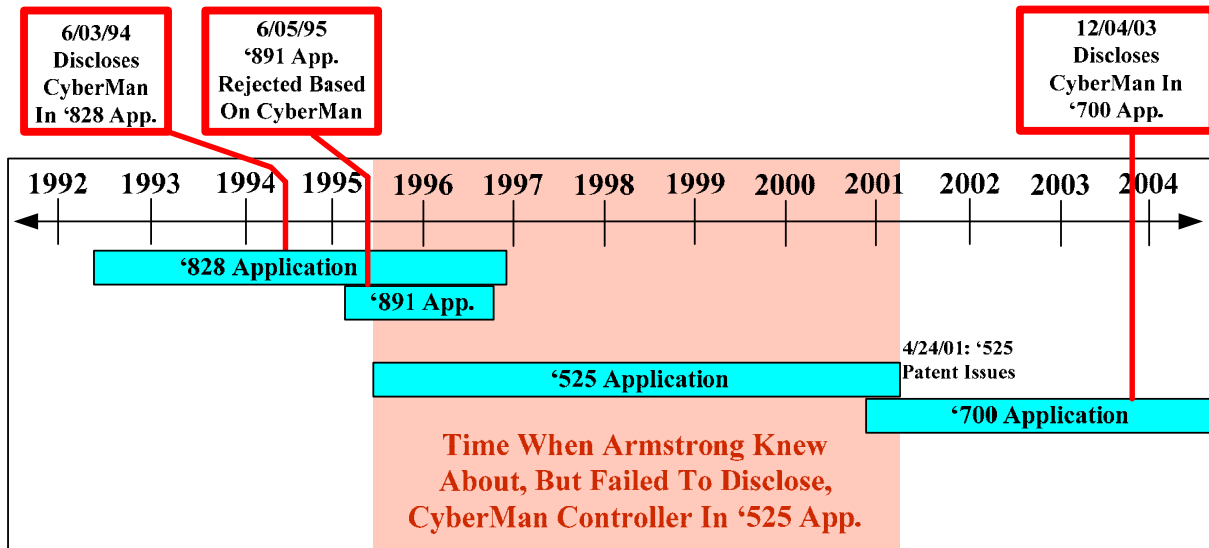 6/03/94
Discloses
CyberMan
In ‘828 App.
6/05/95
‘891 App.
Rejected Based
On CyberMan
12/04/03
Discloses
CyberMan In
‘700 App.
1992 1993 1994 1995 1996 1997 1998 1999 2000 2001 2002 2003 2004
‘828 Application
‘891 App.
4/24/01: ‘525
Patent Issues
‘525 Application
‘700 Application
Time When Armstrong Knew
About, But Failed To Disclose,
CyberMan Controller In ‘525 App.